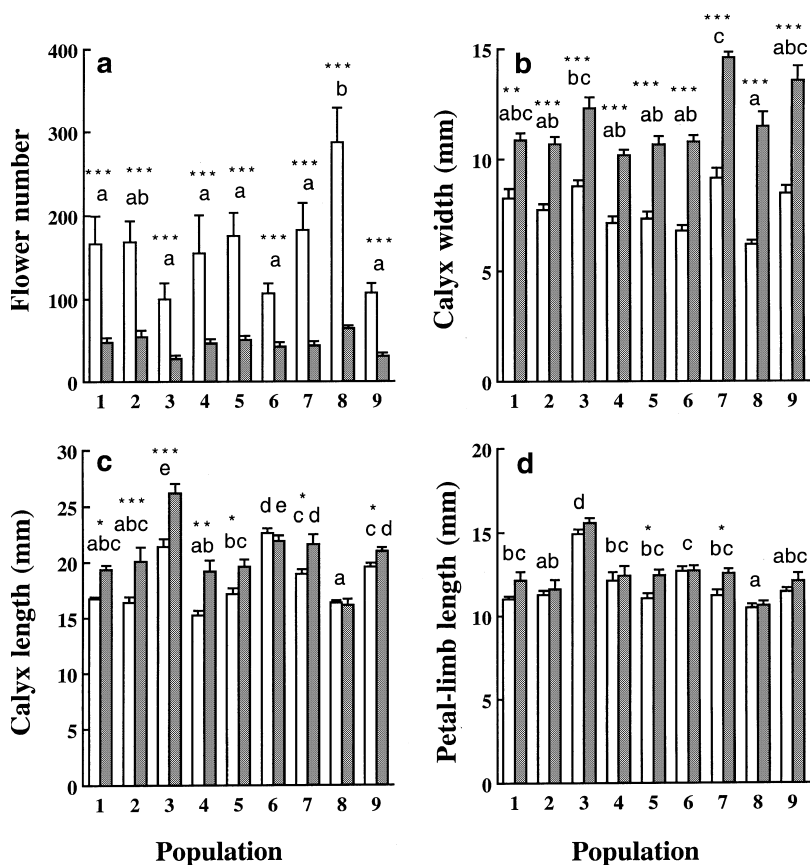 a
Flower number
400
300
200
100
0
*** *** *** *** *** *** *** *** ***
a ab a a a a a b a
1 2 3 4 5 6 7 8 9
b
Calyx width (mm)
15
10
5
0
** *** *** *** *** *** *** *** ***
abc ab bc ab ab ab c a abc
1 2 3 4 5 6 7 8 9
c
Calyx length (mm)
30
25
20
15
10
5
0
* *** *** ** * * *
abc abc e ab bc d e c d a c d
1 2 3 4 5 6 7 8 9
Population
d
Petal-limb length (mm)
20
15
10
5
0
* *
bc ab d bc bc c bc a abc
1 2 3 4 5 6 7 8 9
Population